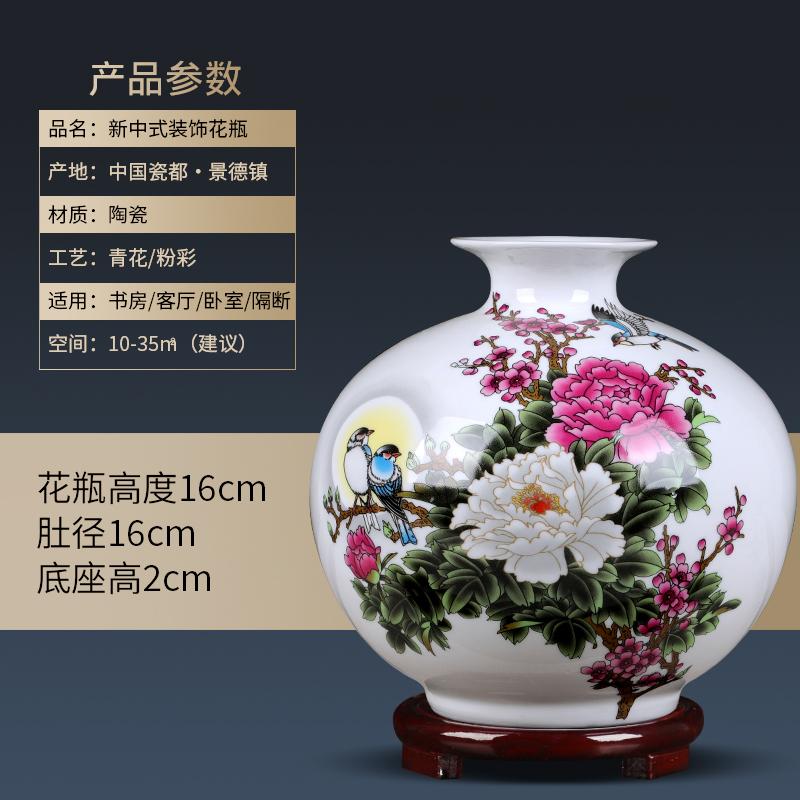 产品参数
品名：新中式装饰花瓶
产地：中国瓷都·景德镇
材质：陶瓷
工艺：青花/粉彩
适用：书房/客厅/卧室/隔断
空间：10-35㎡（建议）
花瓶高度16cm
肚径16cm
底座高2cm